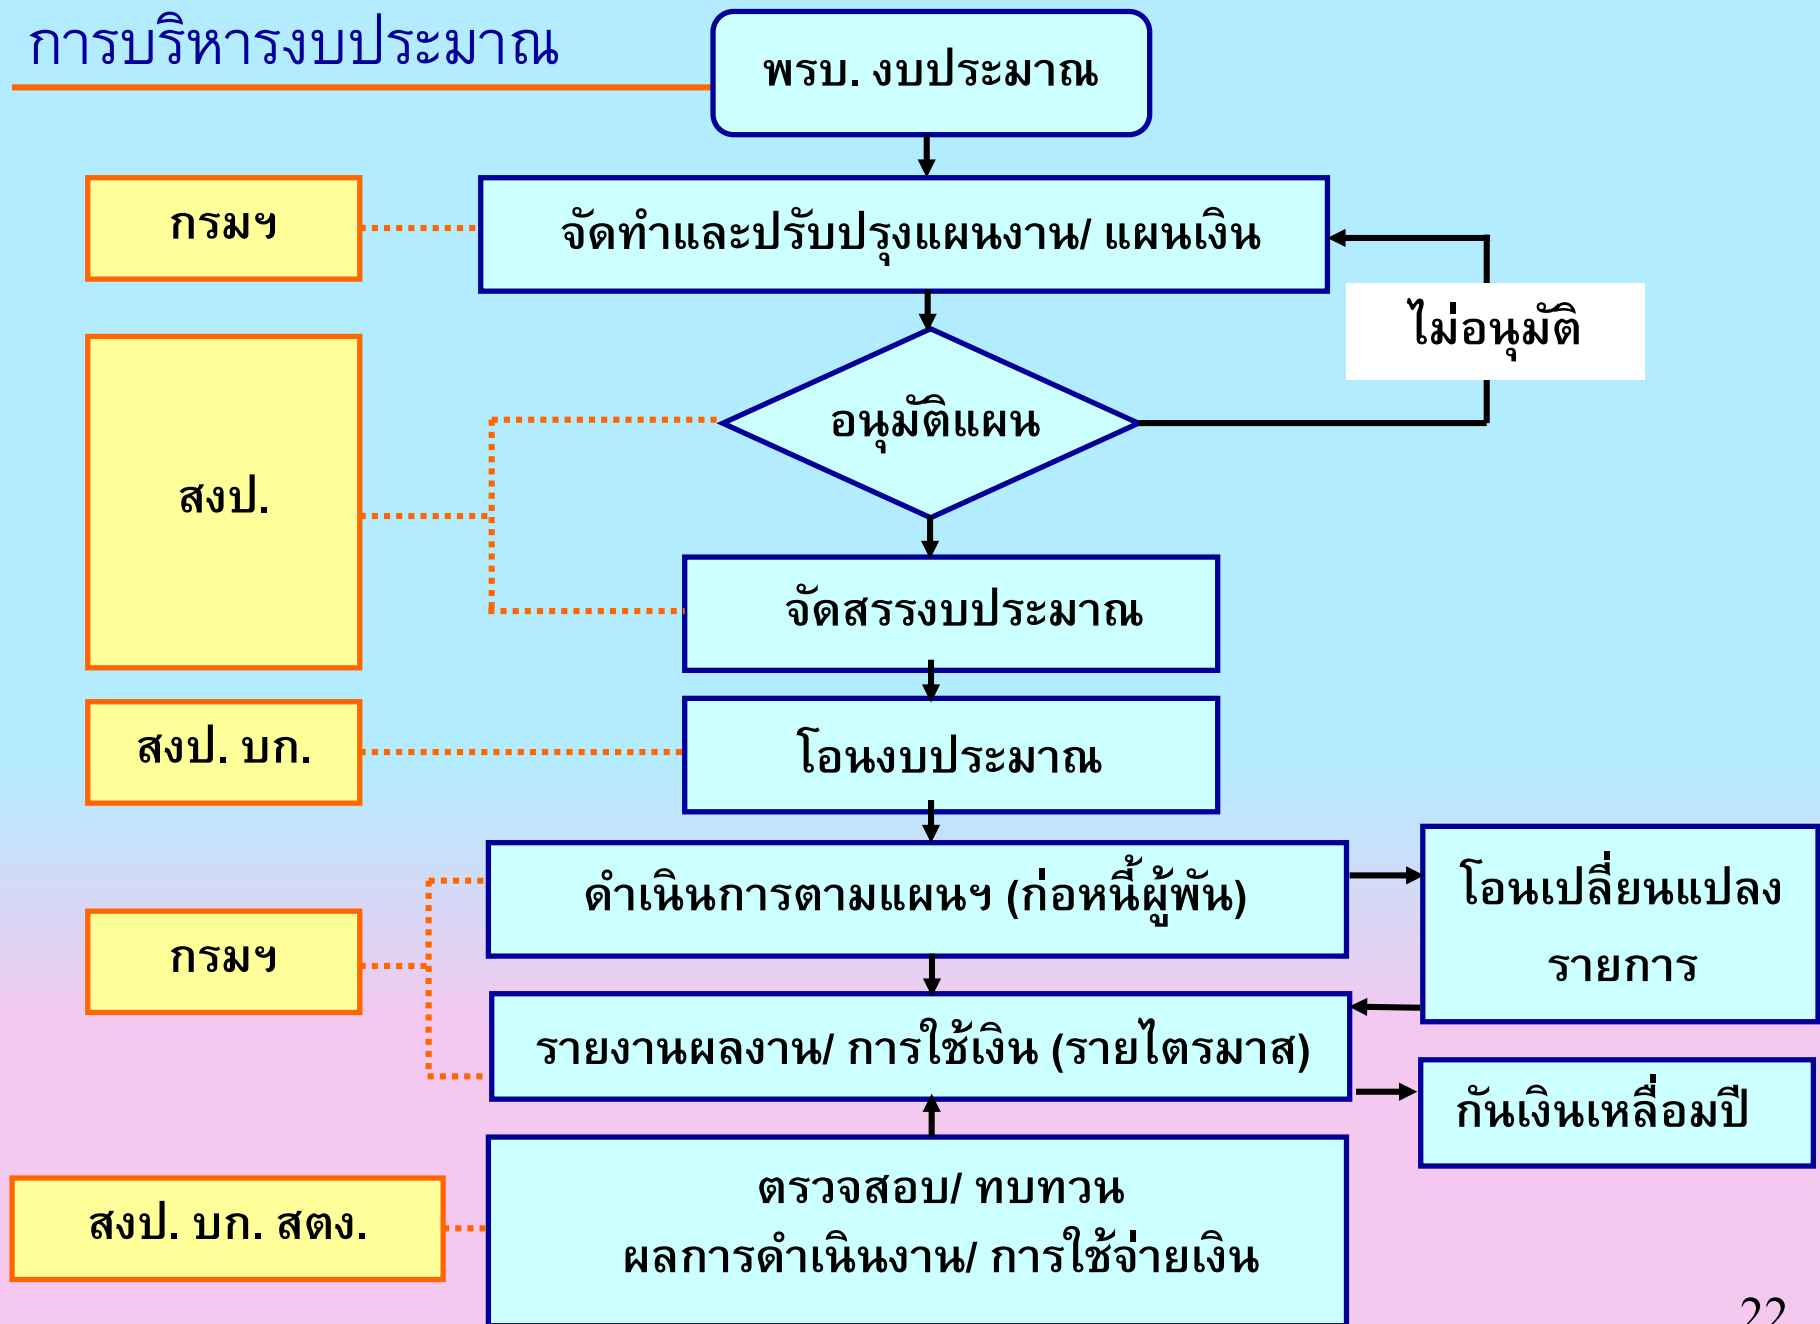 การบริหารงบประมาณ
พรบ. งบประมาณ
กรมฯ
จัดทำและปรับปรุงแผนงาน/ แผนเงิน
ไม่อนุมัติ
อนุมัติแผน
สงป.
จัดสรรงบประมาณ
สงป. บก.
โอนงบประมาณ
ดำเนินการตามแผนฯ (ก่อหนี้ผู้พัน)
โอนเปลี่ยนแปลง
รายการ
กรมฯ
รายงานผลงาน/ การใช้เงิน (รายไตรมาส)
กันเงินเหลื่อมปี
ตรวจสอบ/ ทบทวน
ผลการดำเนินงาน/ การใช้จ่ายเงิน
สงป. บก. สตง.
22